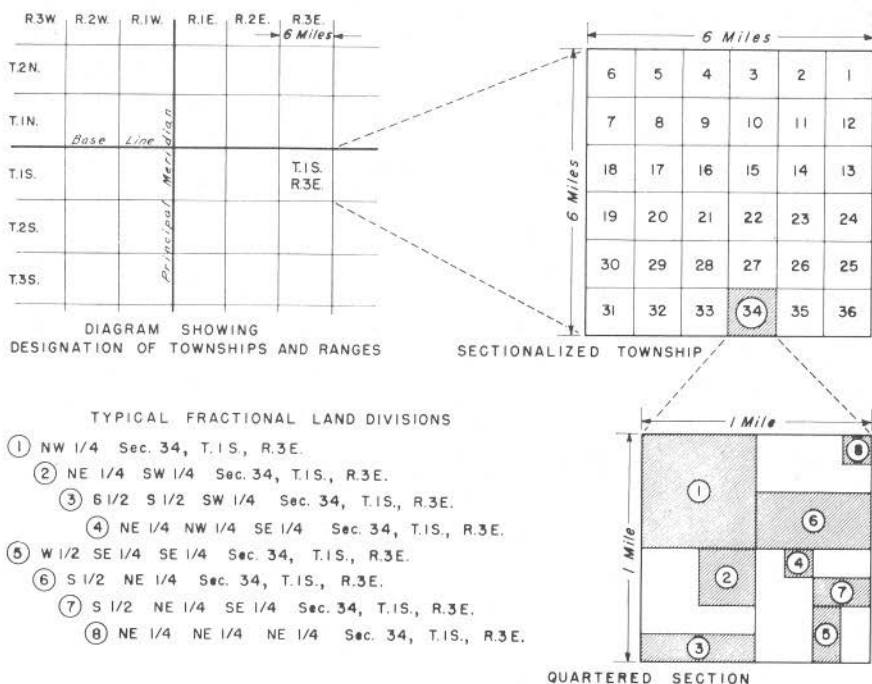 R.3W. R.2W. R.1W. R.1E. R.2E. R.3E.
6 Miles
T.2N.
T.1N.
Base Line
Principal Meridian
T.1S.
T.1S.
R.3E.
T.2S.
T.3S.
DIAGRAM SHOWING
DESIGNATION OF TOWNSHIPS AND RANGES
6 Miles
6 Miles
6 5 4 3 2 1
7 8 9 10 11 12
18 17 16 15 14 13
19 20 21 22 23 24
30 29 28 27 26 25
31 32 33 34 35 36
SECTIONALIZED TOWNSHIP
TYPICAL FRACTIONAL LAND DIVISIONS
1 NW 1/4 Sec. 34, T.1S., R.3E.
2 NE 1/4 SW 1/4 Sec. 34, T.1S., R.3E.
3 S 1/2 S 1/2 SW 1/4 Sec. 34, T.1S., R.3E.
4 NE 1/4 NW 1/4 SE 1/4 Sec. 34, T.1S., R.3E.
5 W 1/2 SE 1/4 SE 1/4 Sec. 34, T.1S., R.3E.
6 S 1/2 NE 1/4 Sec. 34, T.1S., R.3E.
7 S 1/2 NE 1/4 SE 1/4 Sec. 34, T.1S., R.3E.
8 NE 1/4 NE 1/4 NE 1/4 Sec. 34, T.1S., R.3E.
1 Mile
1 Mile
8
1
6
4
2
7
5
3
QUARTERED SECTION